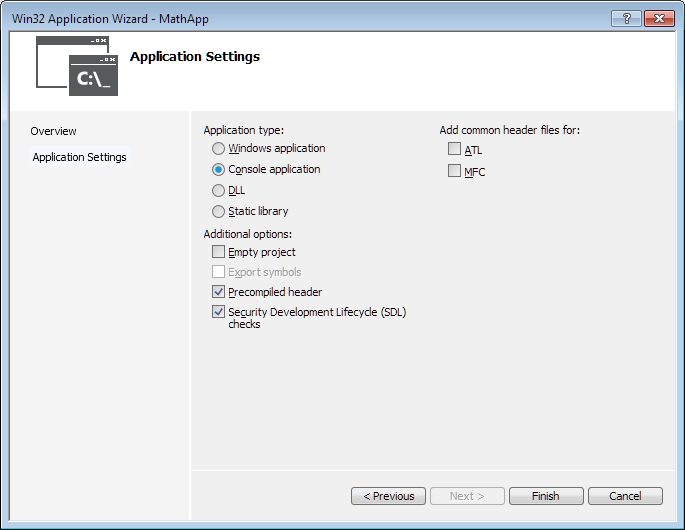 Win32 Application Wizard - MathApp
?
C:\_
Application Settings
Overview
Application Settings
Application type:
Windows application
Console application
DLL
Static library
Additional options:
Empty project
Export symbols
Precompiled header
Security Development Lifecycle (SDL)
checks
Add common header files for:
ATL
MFC
< Previous
Next >
Finish
Cancel